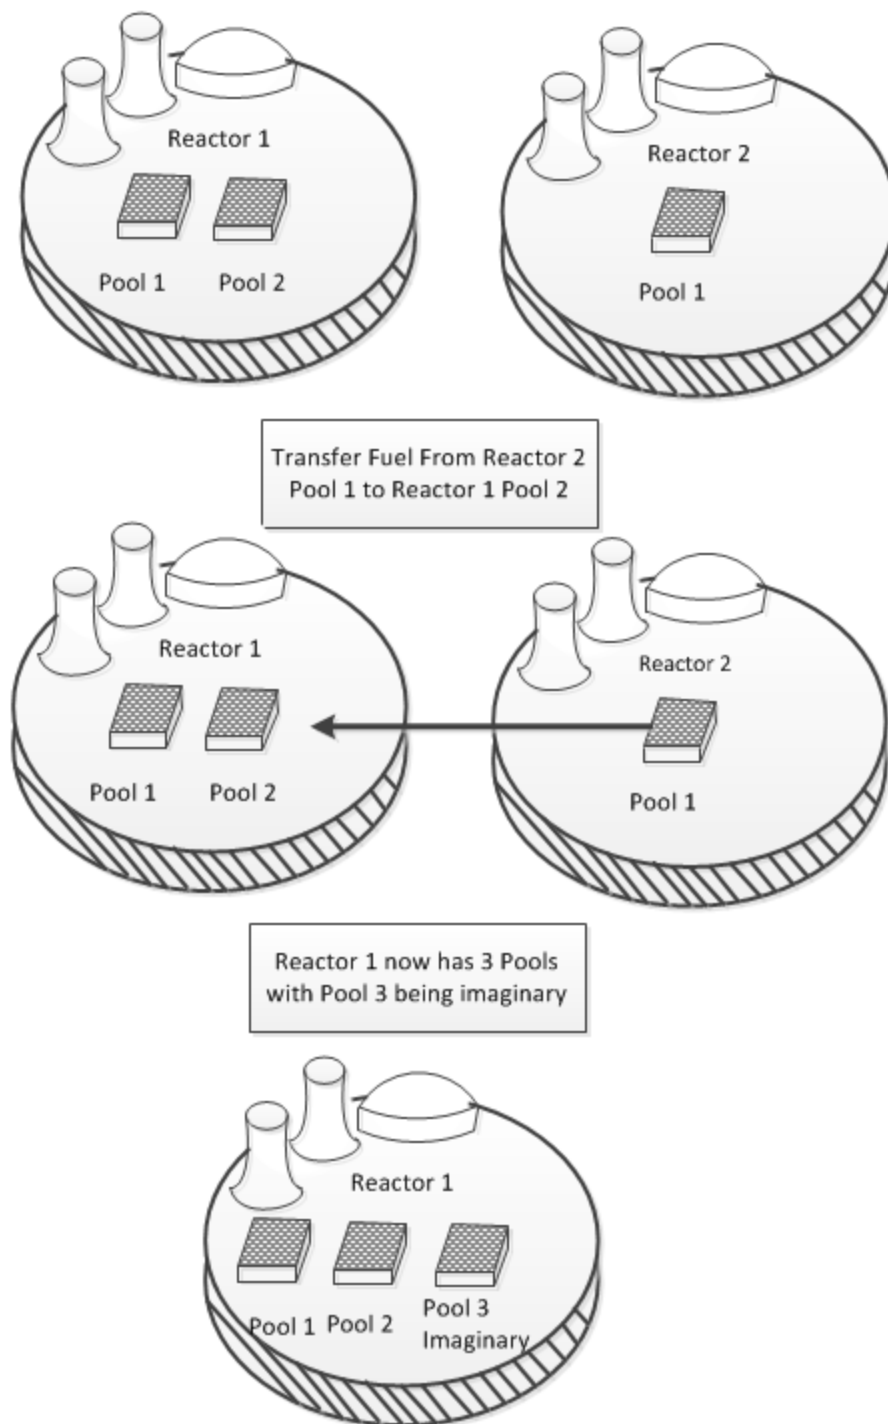 Reactor 1
Pool 1 Pool 2
Reactor 2
Pool 1
Transfer Fuel From Reactor 2
Pool 1 to Reactor 1 Pool 2
Reactor 1
Pool 1 Pool 2
Reactor 2
Pool 1
Reactor 1 now has 3 Pools
with Pool 3 being imaginary
Reactor 1
Pool 1 Pool 2
Pool 3
Imaginary